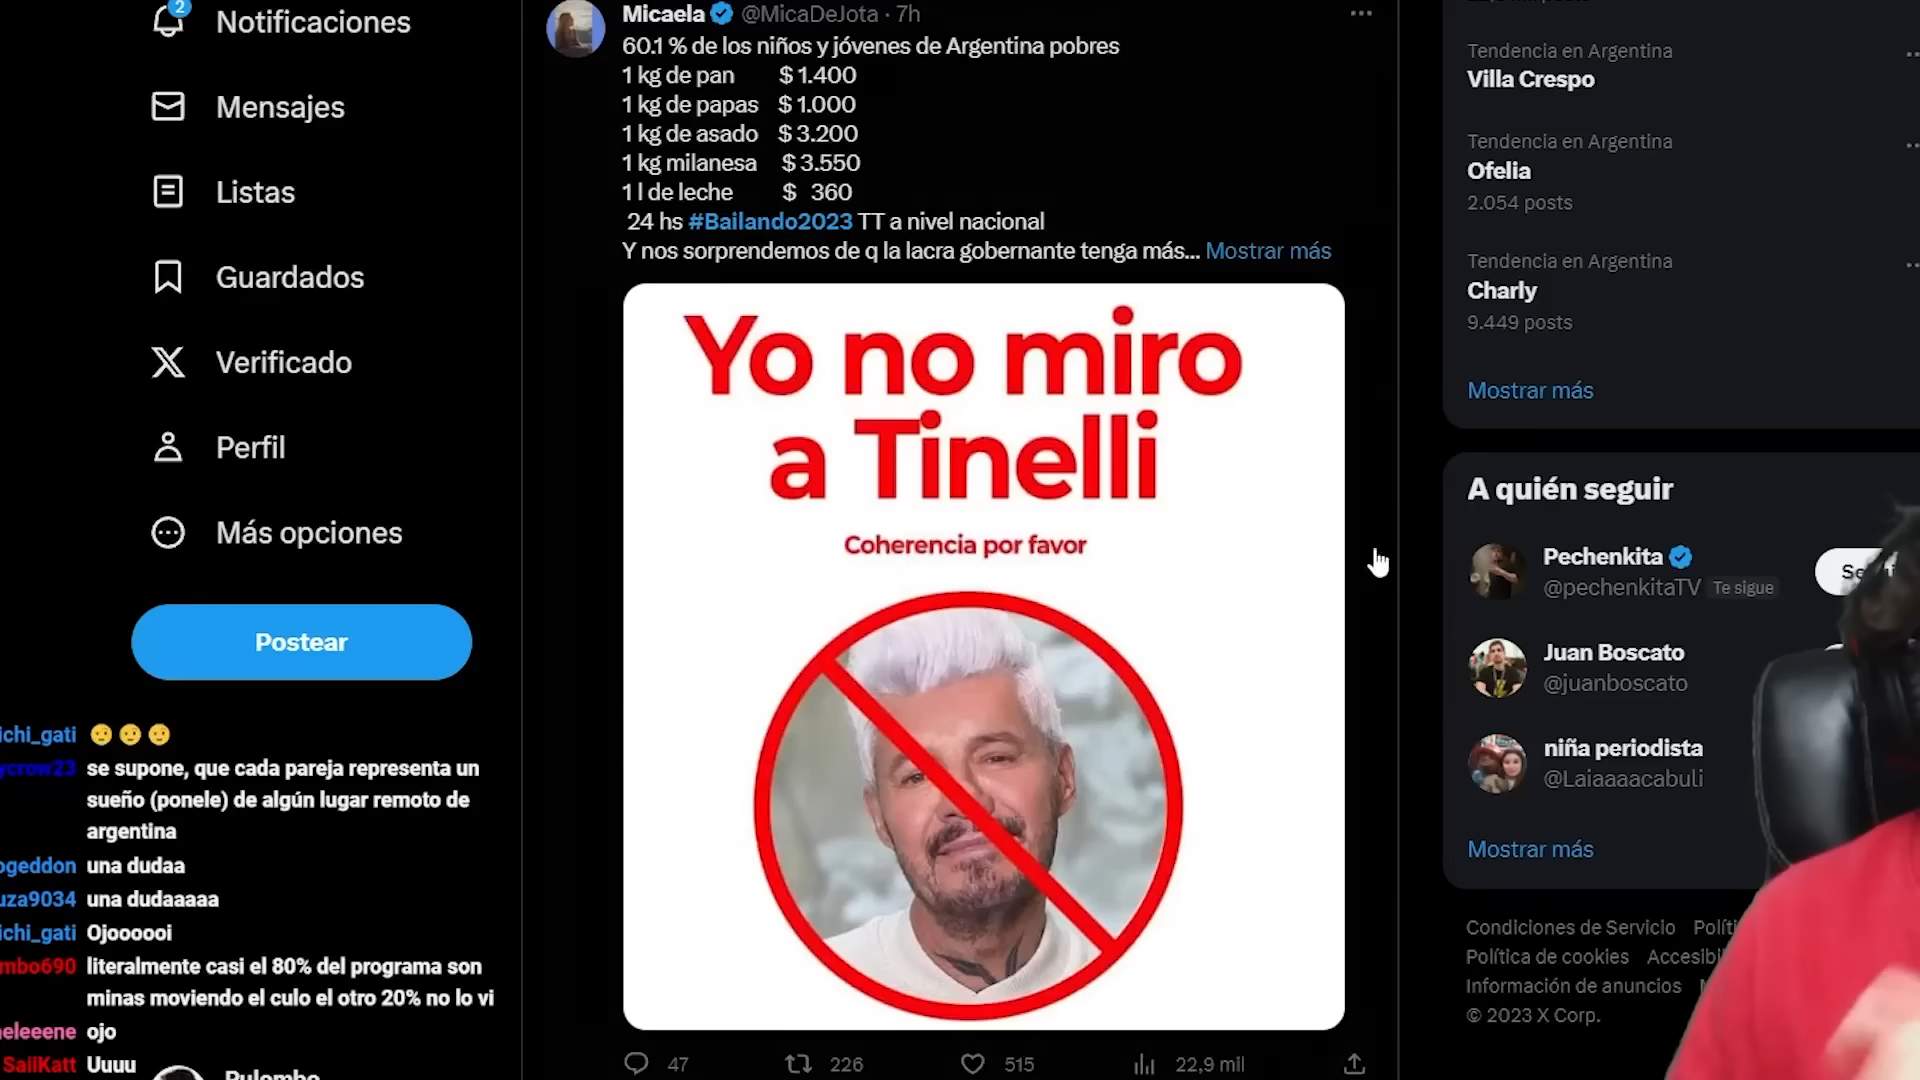 2
Notificaciones
Mensajes
Listas
Guardados
Verificado
Perfil
Más opciones
Postear
ichi_gati
ycrow23 se supone, que cada pareja representa un
sueño (ponele) de algún lugar remoto de
argentina
ogeddon una dudaa
uza9034 una dudaaaaa
ichi_gati Ojoooooi
mbo690 literalmente casi el 80% del programa son
minas moviendo el culo el otro 20% no lo vi
eleeene ojo
SaiiKatt Uuuu
Micaela @MicaDeJota · 7h
60.1 % de los niños y jóvenes de Argentina pobres
1 kg de pan $ 1.400
1 kg de papas $ 1.000
1 kg de asado $ 3.200
1 kg milanesa $ 3.550
1 l de leche $ 360
24 hs #Bailando2023 TT a nivel nacional
Y nos sorprendemos de q la lacra gobernante tenga más... Mostrar más
Yo no miro
a Tinelli
Coherencia por favor
47 226 515 22,9 mil
Tendencia en Argentina
Villa Crespo
Tendencia en Argentina
Ofelia
2.054 posts
Tendencia en Argentina
Charly
9.449 posts
Mostrar más
A quién seguir
Pechenkita
@pechenkitaTV Te sigue
Juan Boscato
@juanboscato
niña periodista
@Laiaaaacabuli
Mostrar más
Condiciones de Servicio
Política de cookies
Información de anuncios
© 2023 X Corp.